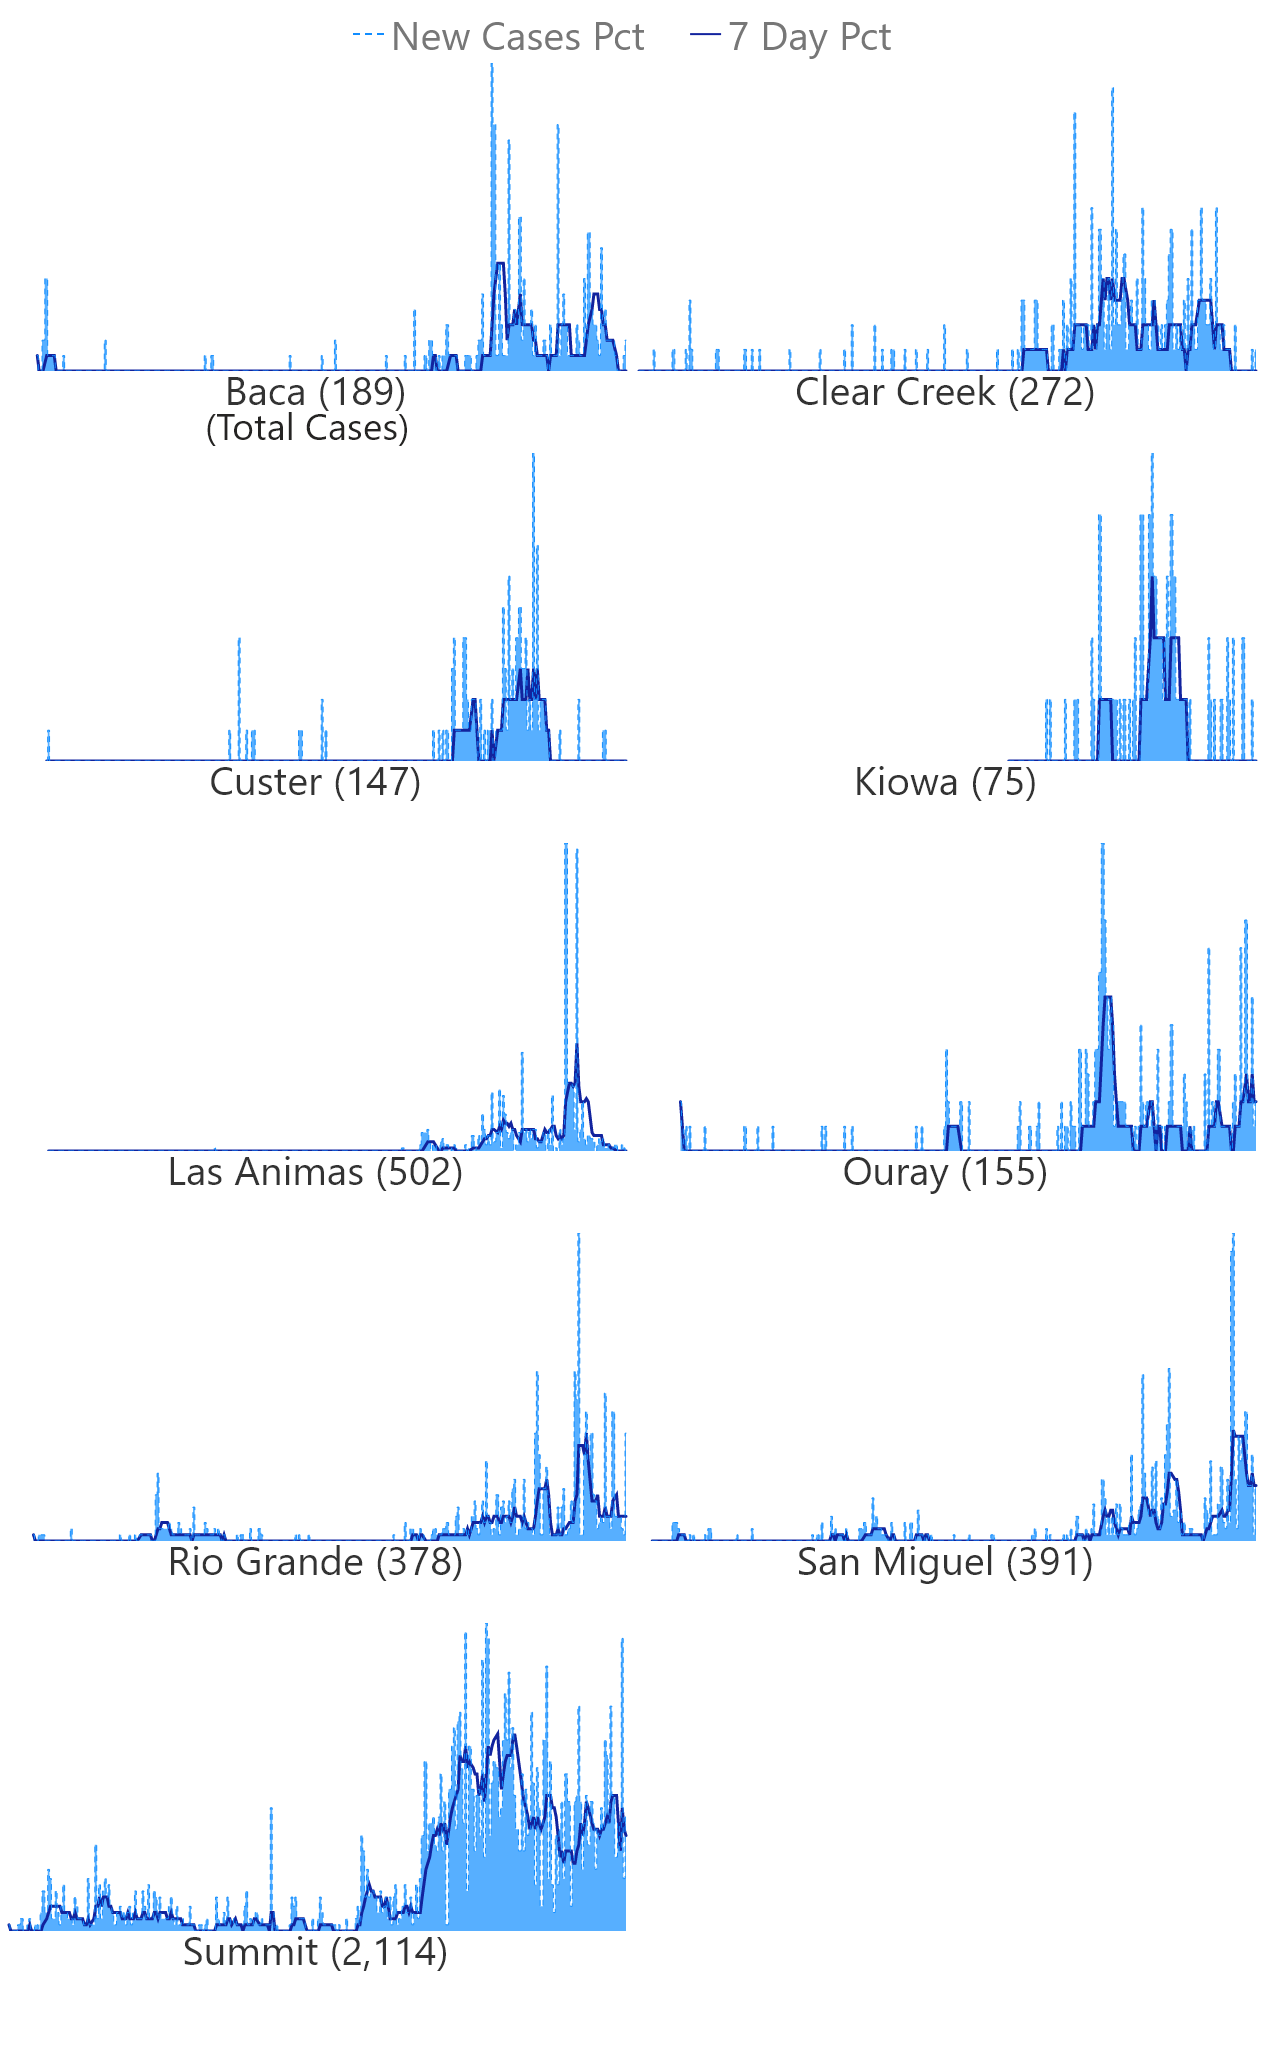 New Cases Pct 7 Day Pct
Baca (189) Clear Creek (272)
(Total Cases)
Custer (147) Kiowa (75)
Las Animas (502) Ouray (155)
Rio Grande (378) San Miguel (391)
Summit (2,114)